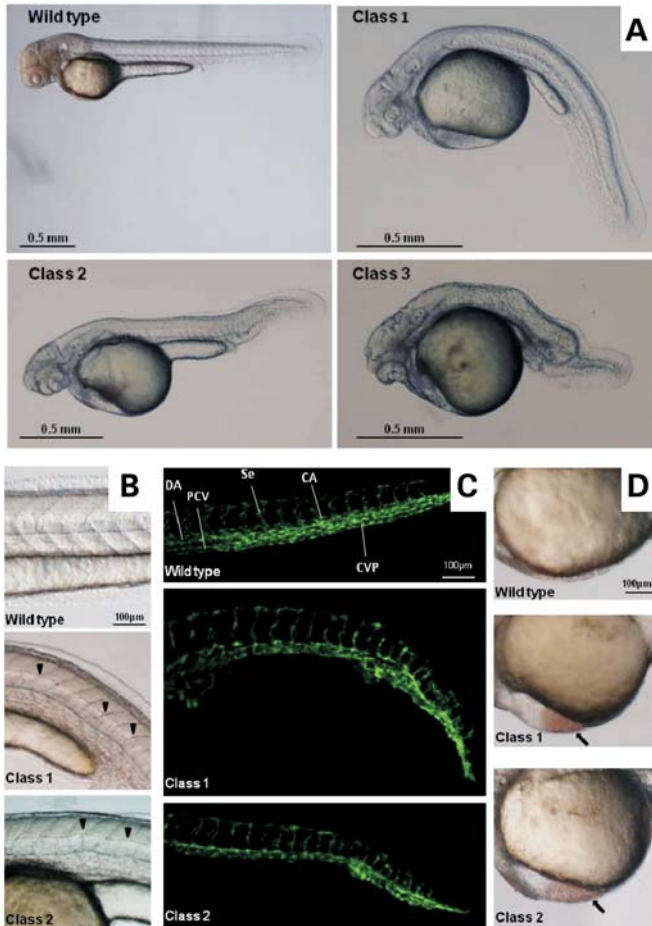 Wild type
Class 1
A
0.5 mm
0.5 mm
Class 2
Class 3
0.5 mm
0.5 mm
B
Wild type
100µm
Class 1
Class 2
C
DA
PCV
Se
CA
CVP
Wild type
100µm
Class 1
Class 2
D
Wild type
100µm
Class 1
Class 2